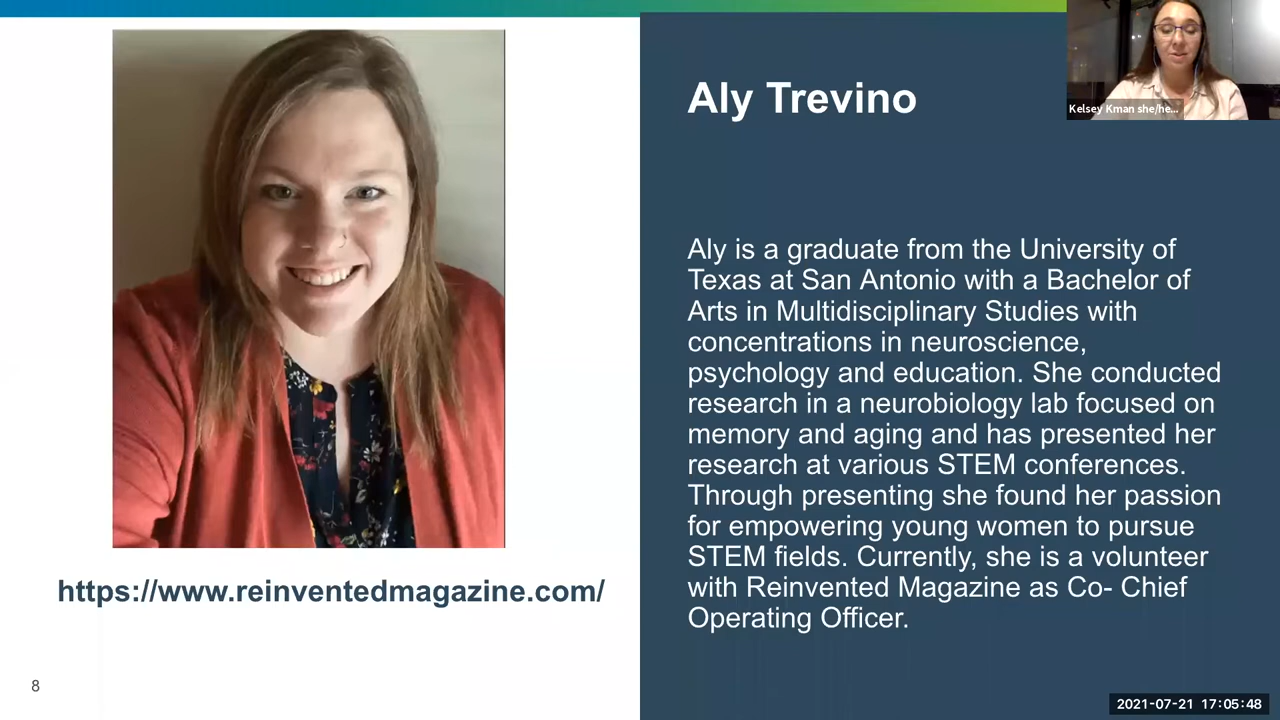 Aly Trevino
Kelsey Kman she/he...
Aly is a graduate from the University of
Texas at San Antonio with a Bachelor of
Arts in Multidisciplinary Studies with
concentrations in neuroscience,
psychology and education. She conducted
research in a neurobiology lab focused on
memory and aging and has presented her
research at various STEM conferences.
Through presenting she found her passion
for empowering young women to pursue
STEM fields. Currently, she is a volunteer
with Reinvented Magazine as Co- Chief
Operating Officer.
https://www.reinventedmagazine.com/
8
2021-07-21 17:05:48